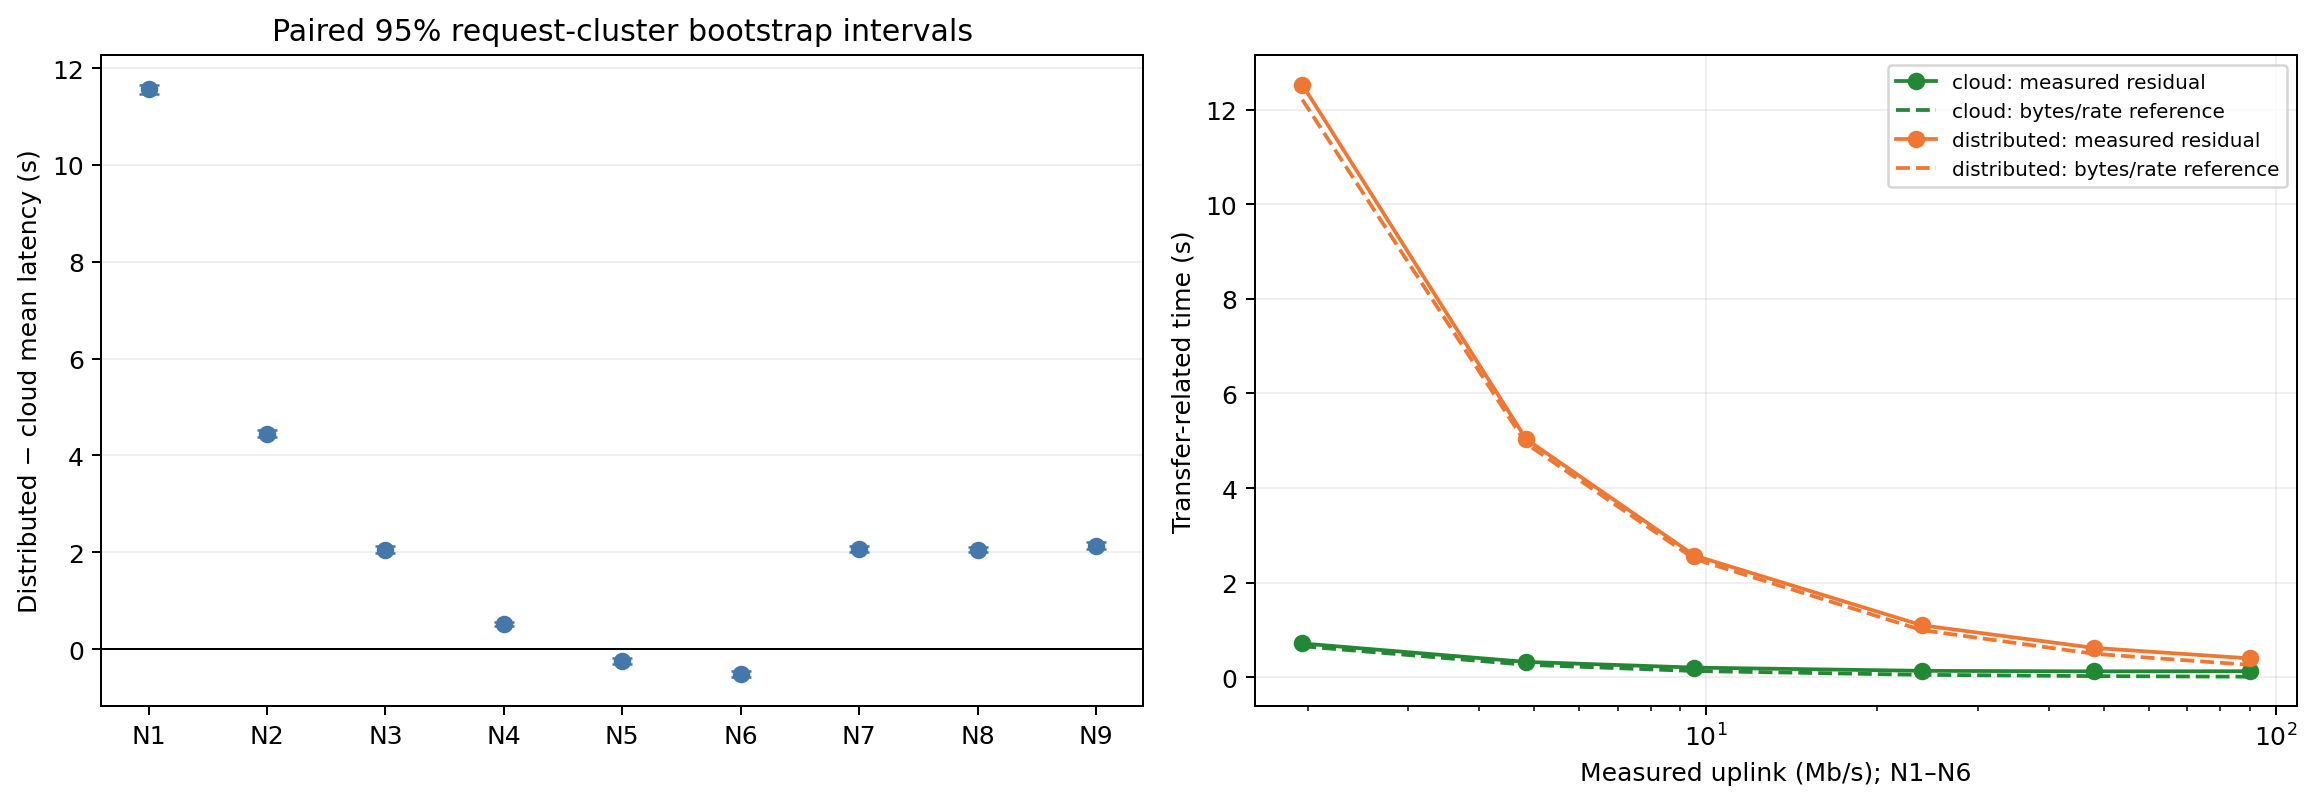 Paired 95% request-cluster bootstrap intervals
Distributed − cloud mean latency (s)
12
10
8
6
4
2
0
N1 N2 N3 N4 N5 N6 N7 N8 N9
Transfer-related time (s)
12
10
8
6
4
2
0
cloud: measured residual
cloud: bytes/rate reference
distributed: measured residual
distributed: bytes/rate reference
10¹ 10²
Measured uplink (Mb/s); N1–N6